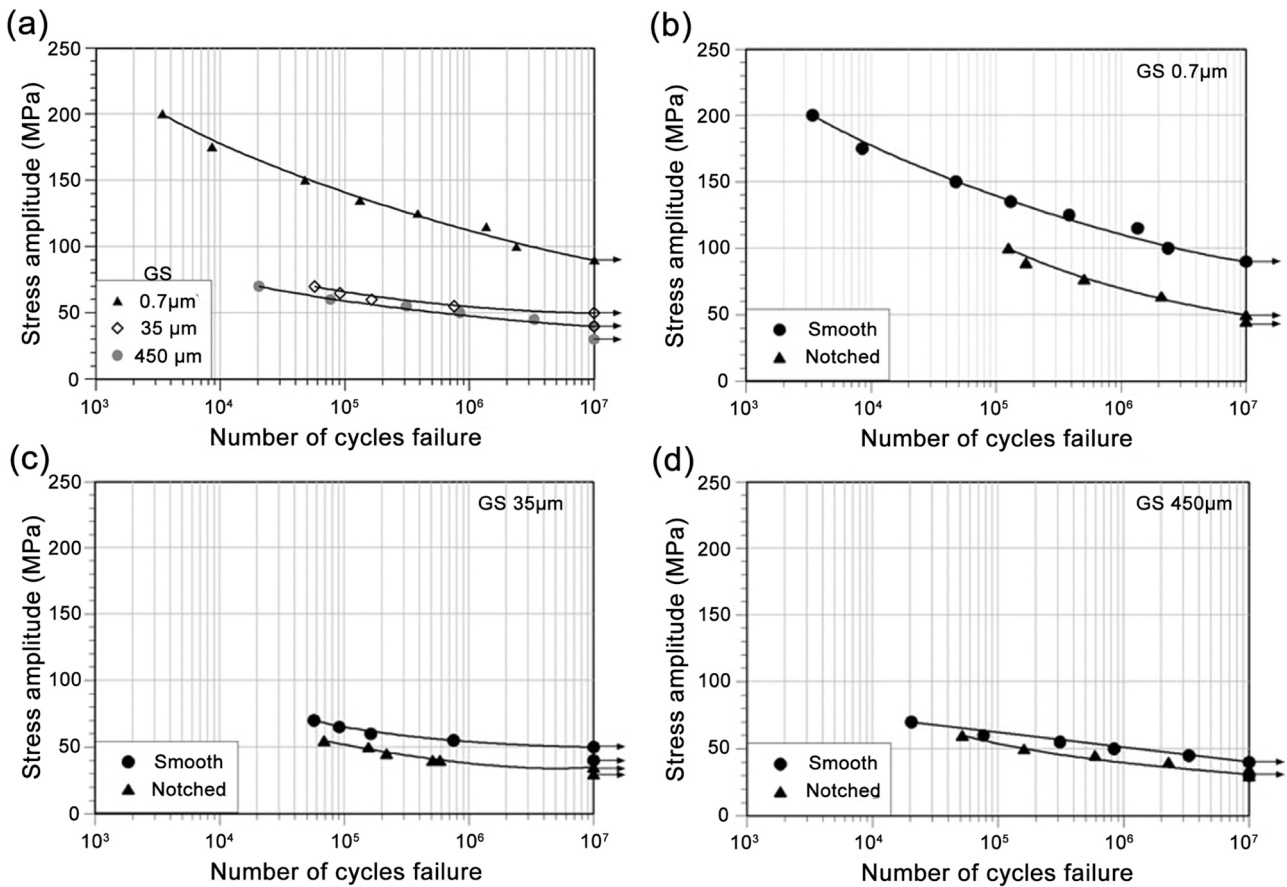 (a)
250
200
150
100
50
0
Stress amplitude (MPa)
GS
0.7μm
35 μm
450 μm
10³ 10⁴ 10⁵ 10⁶ 10⁷
Number of cycles failure
(b)
GS 0.7μm
250
200
150
100
50
0
Stress amplitude (MPa)
Smooth
Notched
10³ 10⁴ 10⁵ 10⁶ 10⁷
Number of cycles failure
(c)
GS 35μm
250
200
150
100
50
0
Stress amplitude (MPa)
Smooth
Notched
10³ 10⁴ 10⁵ 10⁶ 10⁷
Number of cycles failure
(d)
GS 450μm
250
200
150
100
50
0
Stress amplitude (MPa)
Smooth
Notched
10³ 10⁴ 10⁵ 10⁶ 10⁷
Number of cycles failure